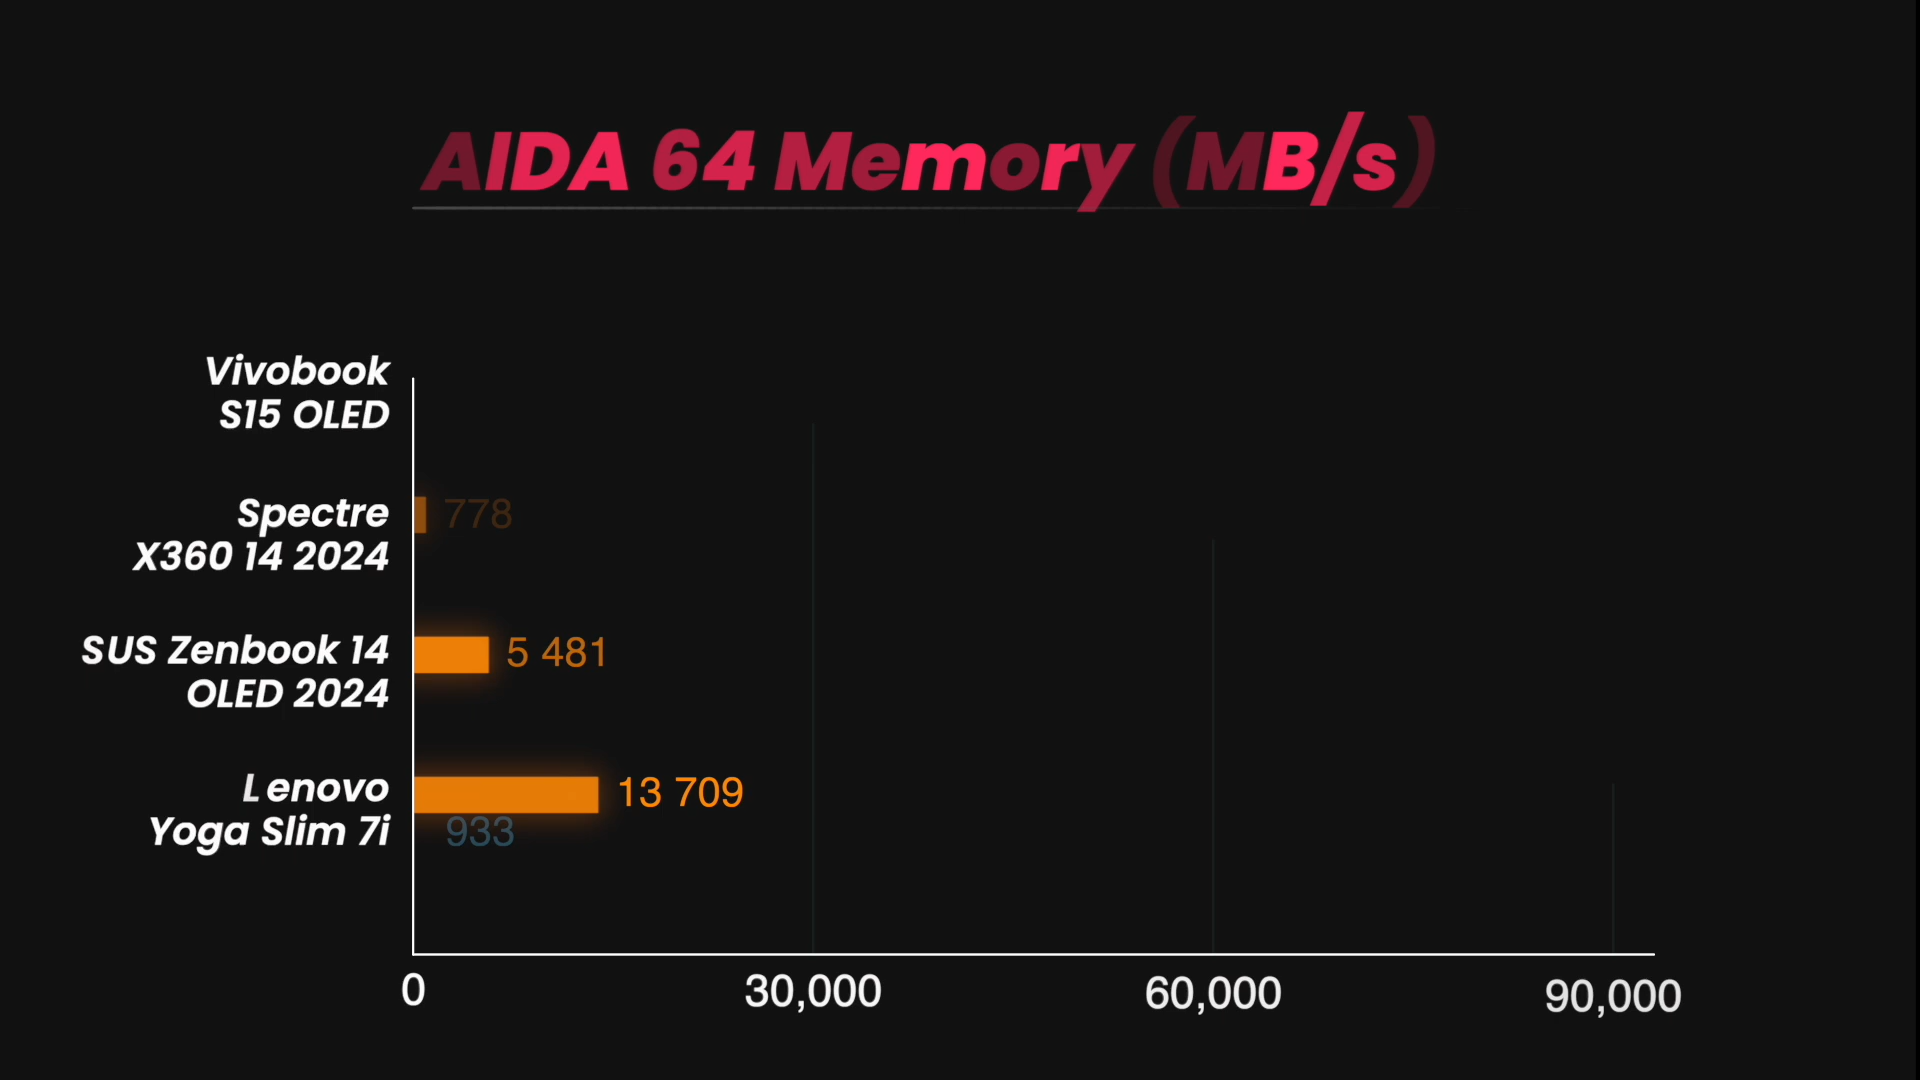 AIDA 64 Memory (MB/s)
Vivobook
S15 OLED
Spectre
X360 14 2024
778
SUS Zenbook 14
OLED 2024
5 481
Lenovo
Yoga Slim 7i
13 709
933
0
30,000
60,000
90,000